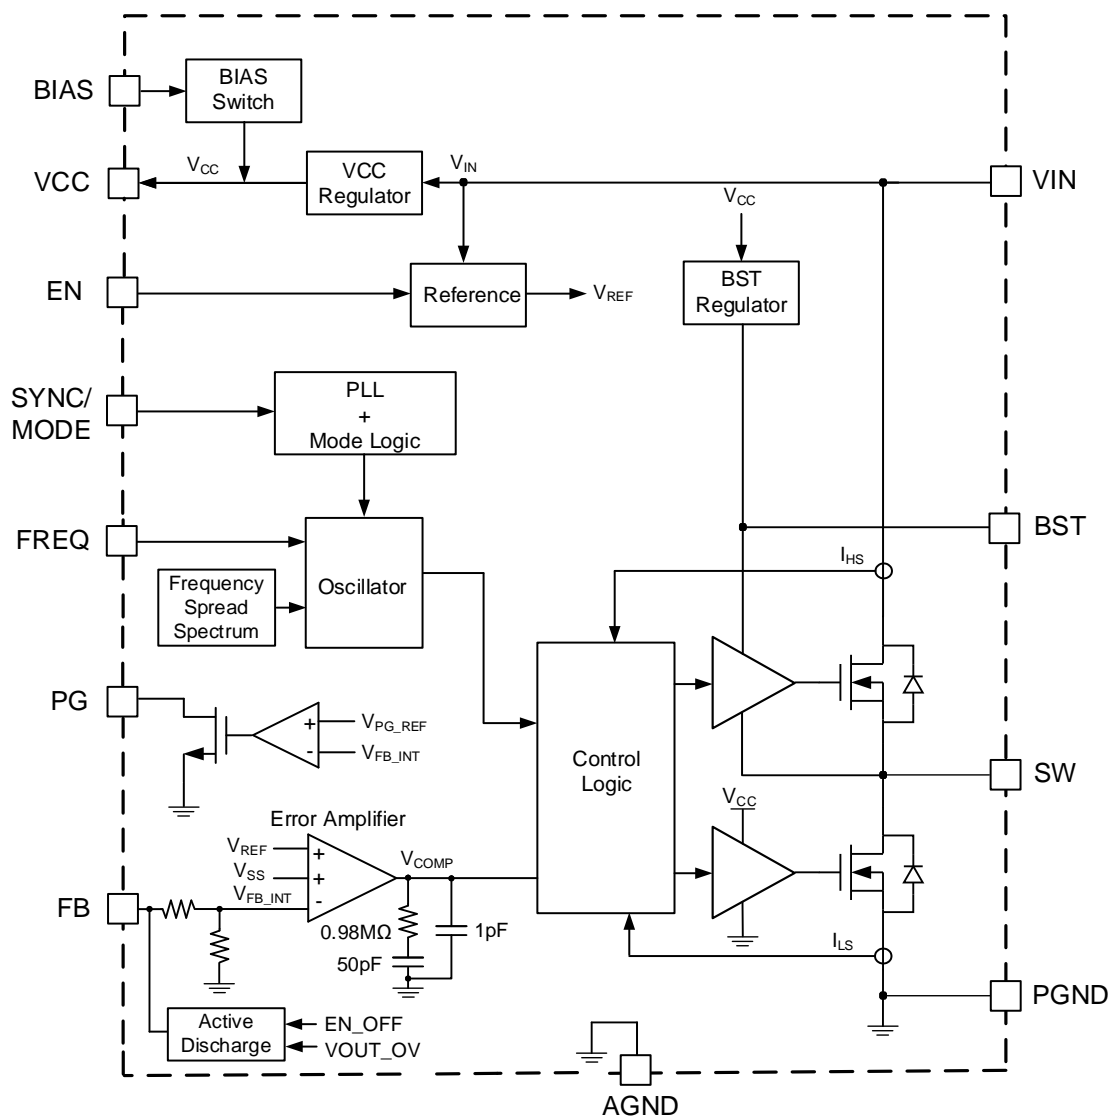 BIAS
BIAS
Switch
VCC
VCC
VCC
Regulator
VIN
VIN
VCC
EN
Reference
VREF
BST
Regulator
SYNC/
MODE
PLL
+
Mode Logic
FREQ
Oscillator
Frequency
Spread
Spectrum
BST
IHS
PG
+
-
VPG_REF
VFB_INT
Control
Logic
SW
VCC
Error Amplifier
VREF
+
VSS
+
VFB_INT
-
VCOMP
FB
0.98MΩ
50pF
1pF
ILS
PGND
Active
Discharge
EN_OFF
VOUT_OV
AGND